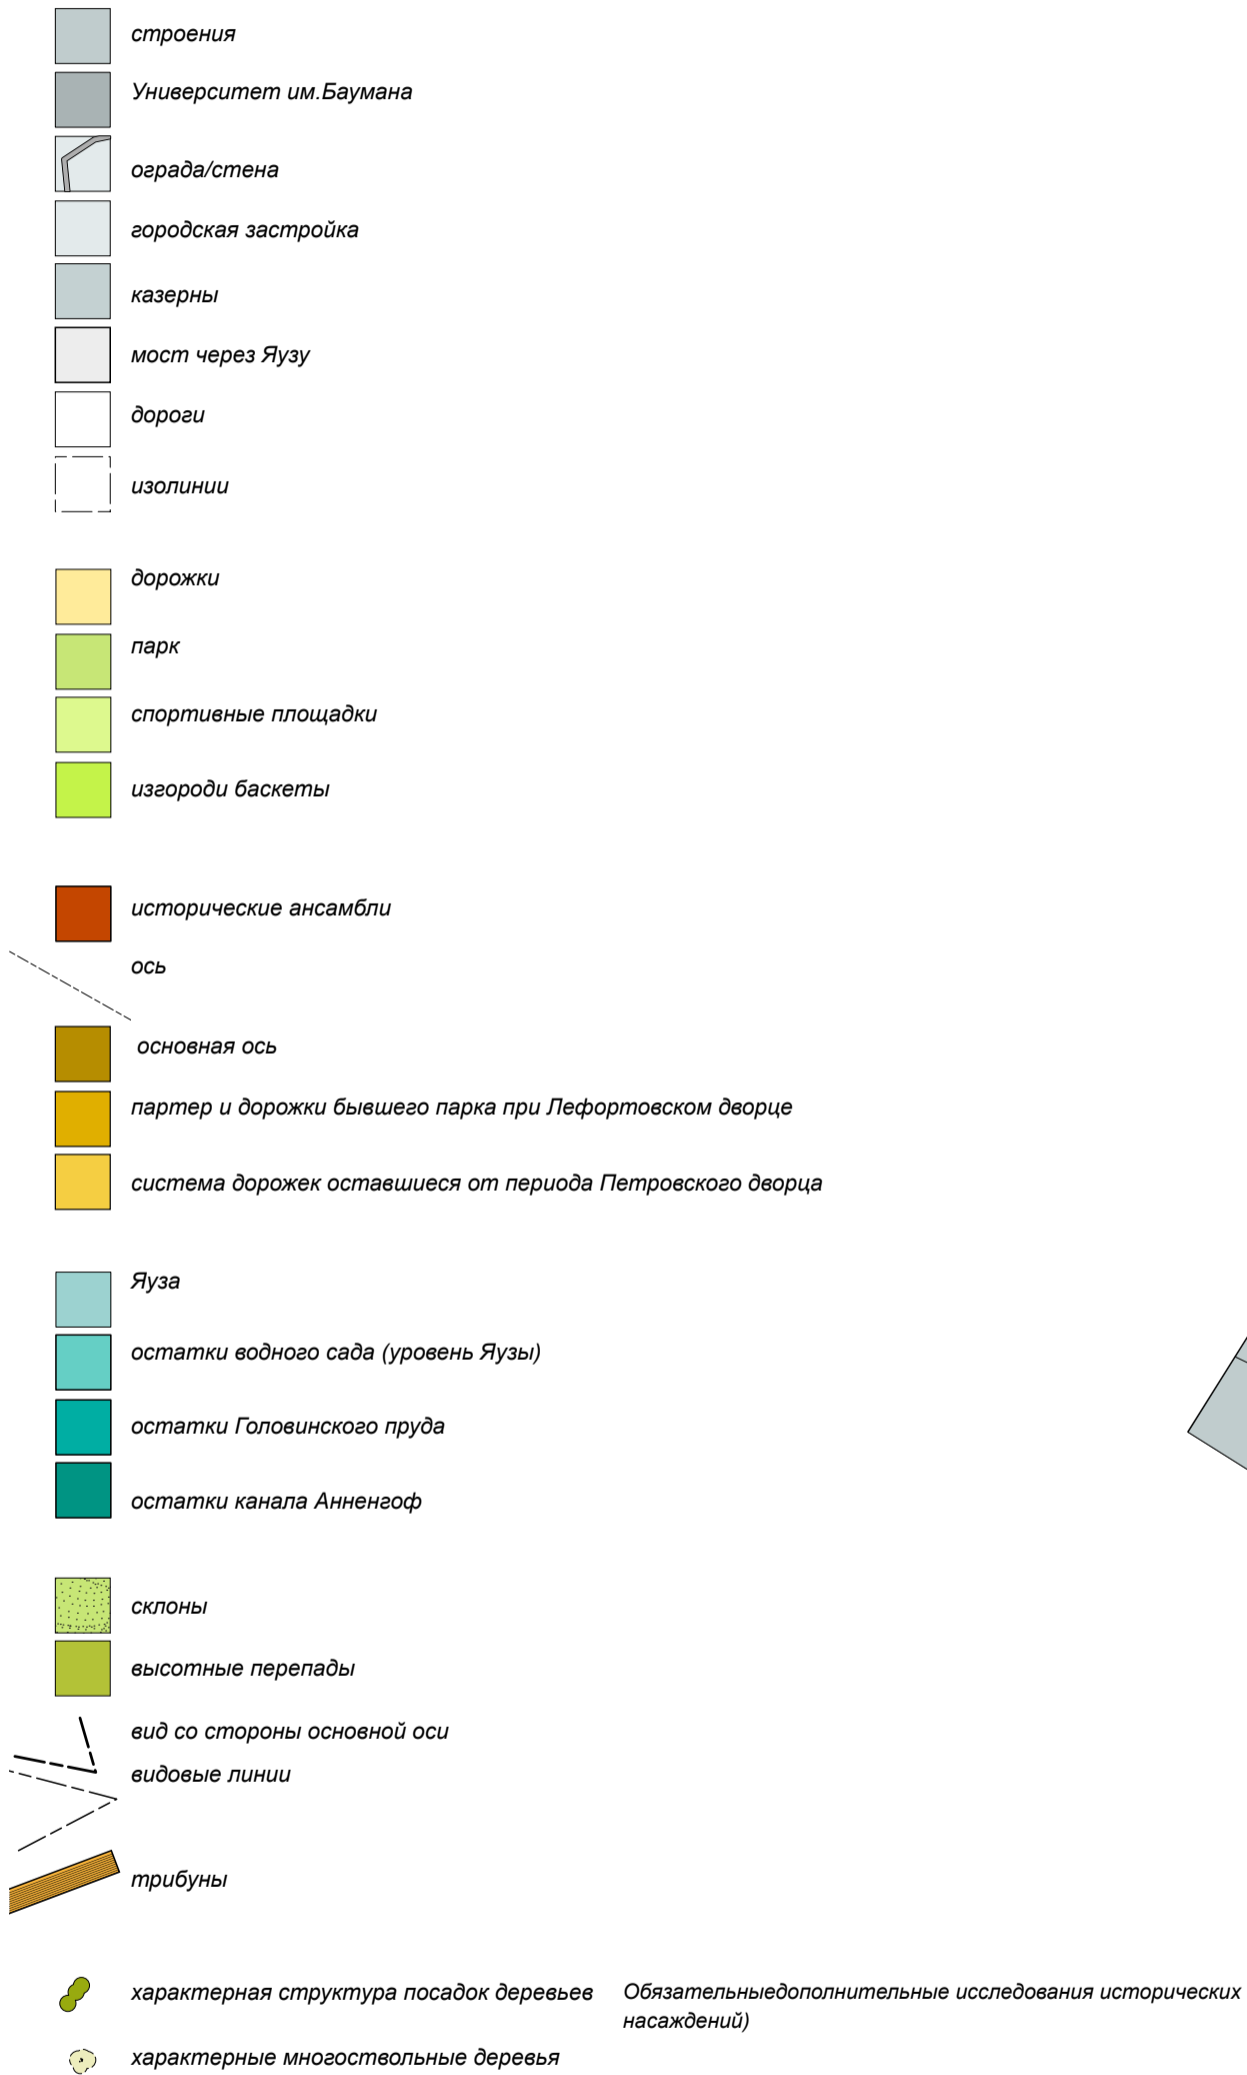 строения
Университет им.Баумана
ограда/стена
городская застройка
казерны
мост через Яузу
дороги
изолинии
дорожки
парк
спортивные площадки
изгороди баскеты
исторические ансамбли
ось
основная ось
партер и дорожки бывшего парка при Лефортовском дворце
система дорожек оставшиеся от периода Петровского дворца
Яуза
остатки водного сада (уровень Яузы)
остатки Головинского пруда
остатки канала Анненгоф
склоны
высотные перепады
вид со стороны основной оси
видовые линии
трибуны
характерная структура посадок деревьев
Обязательныедополнительные исследования исторических
насаждений)
характерные многоствольные деревья